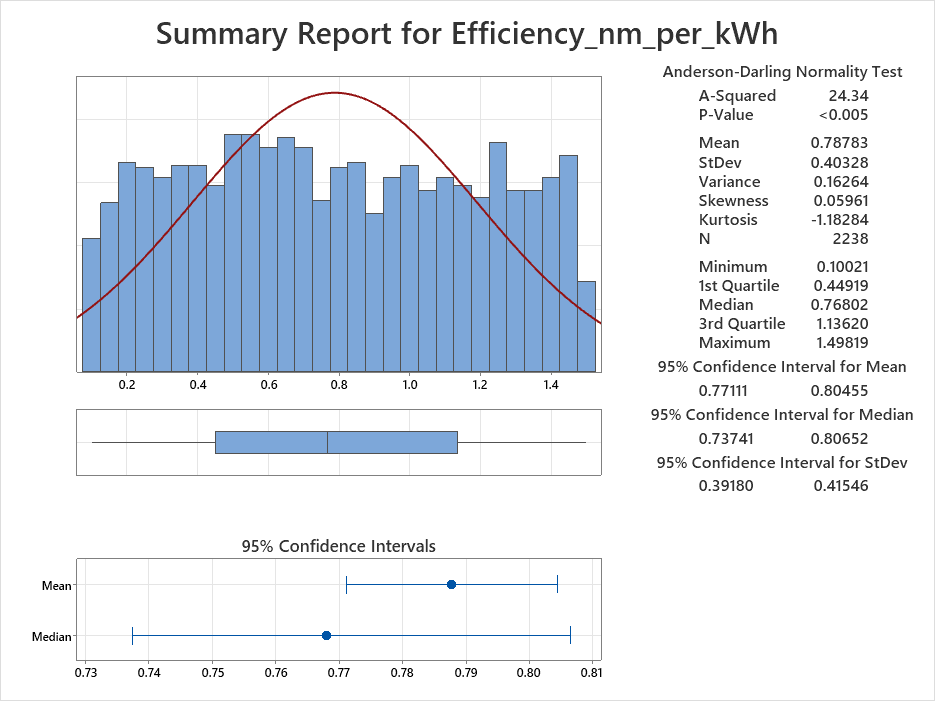 Summary Report for Efficiency_nm_per_kWh
0.2 0.4 0.6 0.8 1.0 1.2 1.4
Anderson-Darling Normality Test
A-Squared 24.34
P-Value <0.005
Mean 0.78783
StDev 0.40328
Variance 0.16264
Skewness 0.05961
Kurtosis -1.18284
N 2238
Minimum 0.10021
1st Quartile 0.44919
Median 0.76802
3rd Quartile 1.13620
Maximum 1.49819
95% Confidence Interval for Mean
0.77111 0.80455
95% Confidence Interval for Median
0.73741 0.80652
95% Confidence Interval for StDev
0.39180 0.41546
95% Confidence Intervals
Mean
Median
0.73 0.74 0.75 0.76 0.77 0.78 0.79 0.80 0.81